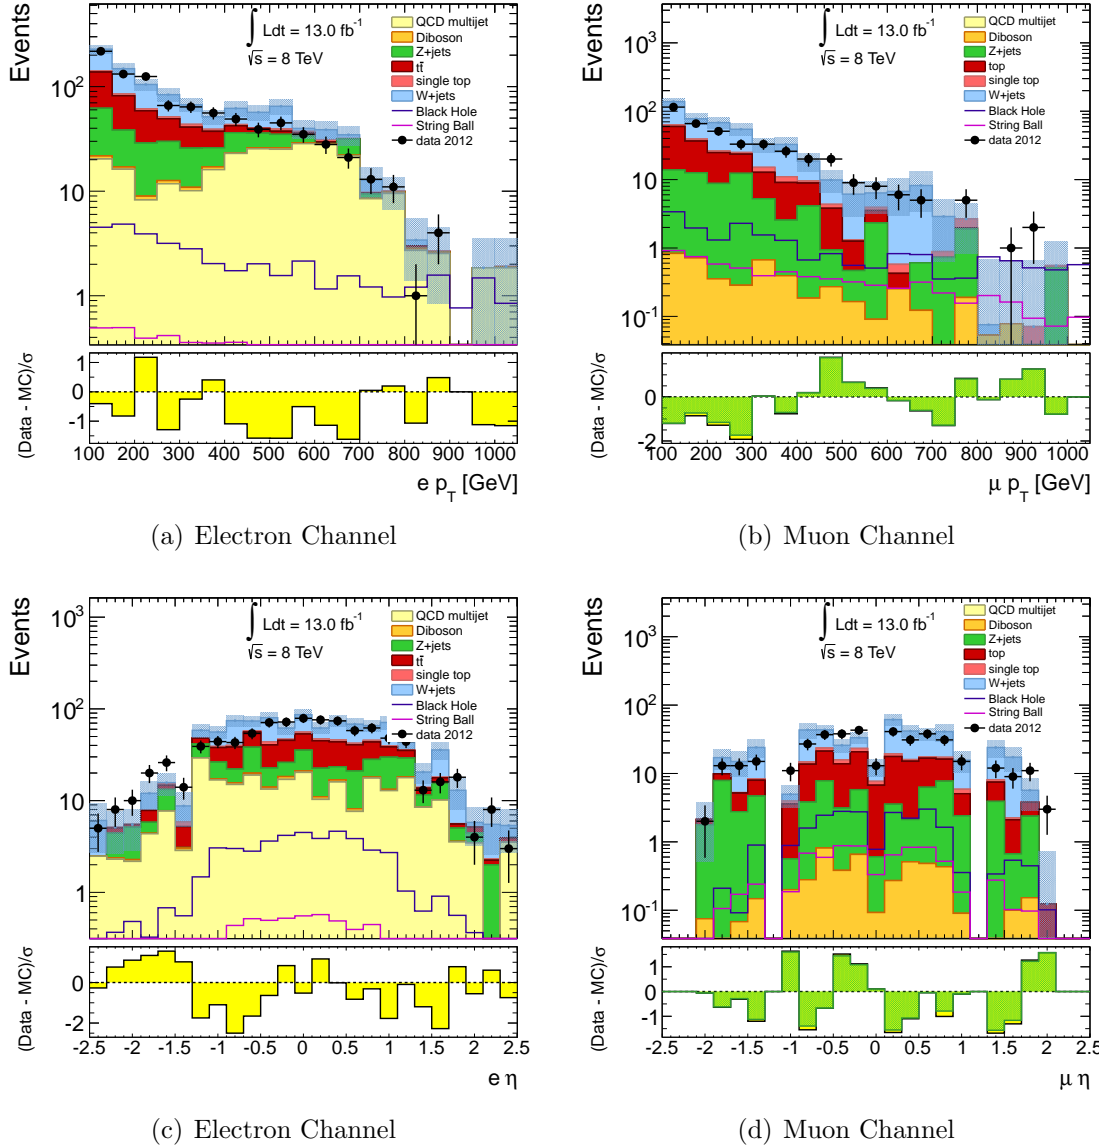 Events
10²
10
1
∫ Ldt = 13.0 fb⁻¹
√s = 8 TeV
QCD multijet
Diboson
Z+jets
tt̄
single top
W+jets
Black Hole
String Ball
data 2012
(Data - MC)/σ
1
0
-1
100 200 300 400 500 600 700 800 900 1000
e p_T [GeV]
(a) Electron Channel
Events
10³
10²
10
1
10⁻¹
∫ Ldt = 13.0 fb⁻¹
√s = 8 TeV
QCD multijet
Diboson
Z+jets
top
single top
W+jets
Black Hole
String Ball
data 2012
(Data - MC)/σ
0
-2
100 200 300 400 500 600 700 800 900 1000
μ p_T [GeV]
(b) Muon Channel
Events
10³
10²
10
1
∫ Ldt = 13.0 fb⁻¹
√s = 8 TeV
QCD multijet
Diboson
Z+jets
tt̄
single top
W+jets
Black Hole
String Ball
data 2012
(Data - MC)/σ
0
-2
-2.5 -2 -1.5 -1 -0.5 0 0.5 1 1.5 2 2.5
e η
(c) Electron Channel
Events
10³
10²
10
1
10⁻¹
∫ Ldt = 13.0 fb⁻¹
√s = 8 TeV
QCD multijet
Diboson
Z+jets
top
single top
W+jets
Black Hole
String Ball
data 2012
(Data - MC)/σ
1
0
-1
-2.5 -2 -1.5 -1 -0.5 0 0.5 1 1.5 2 2.5
μ η
(d) Muon Channel